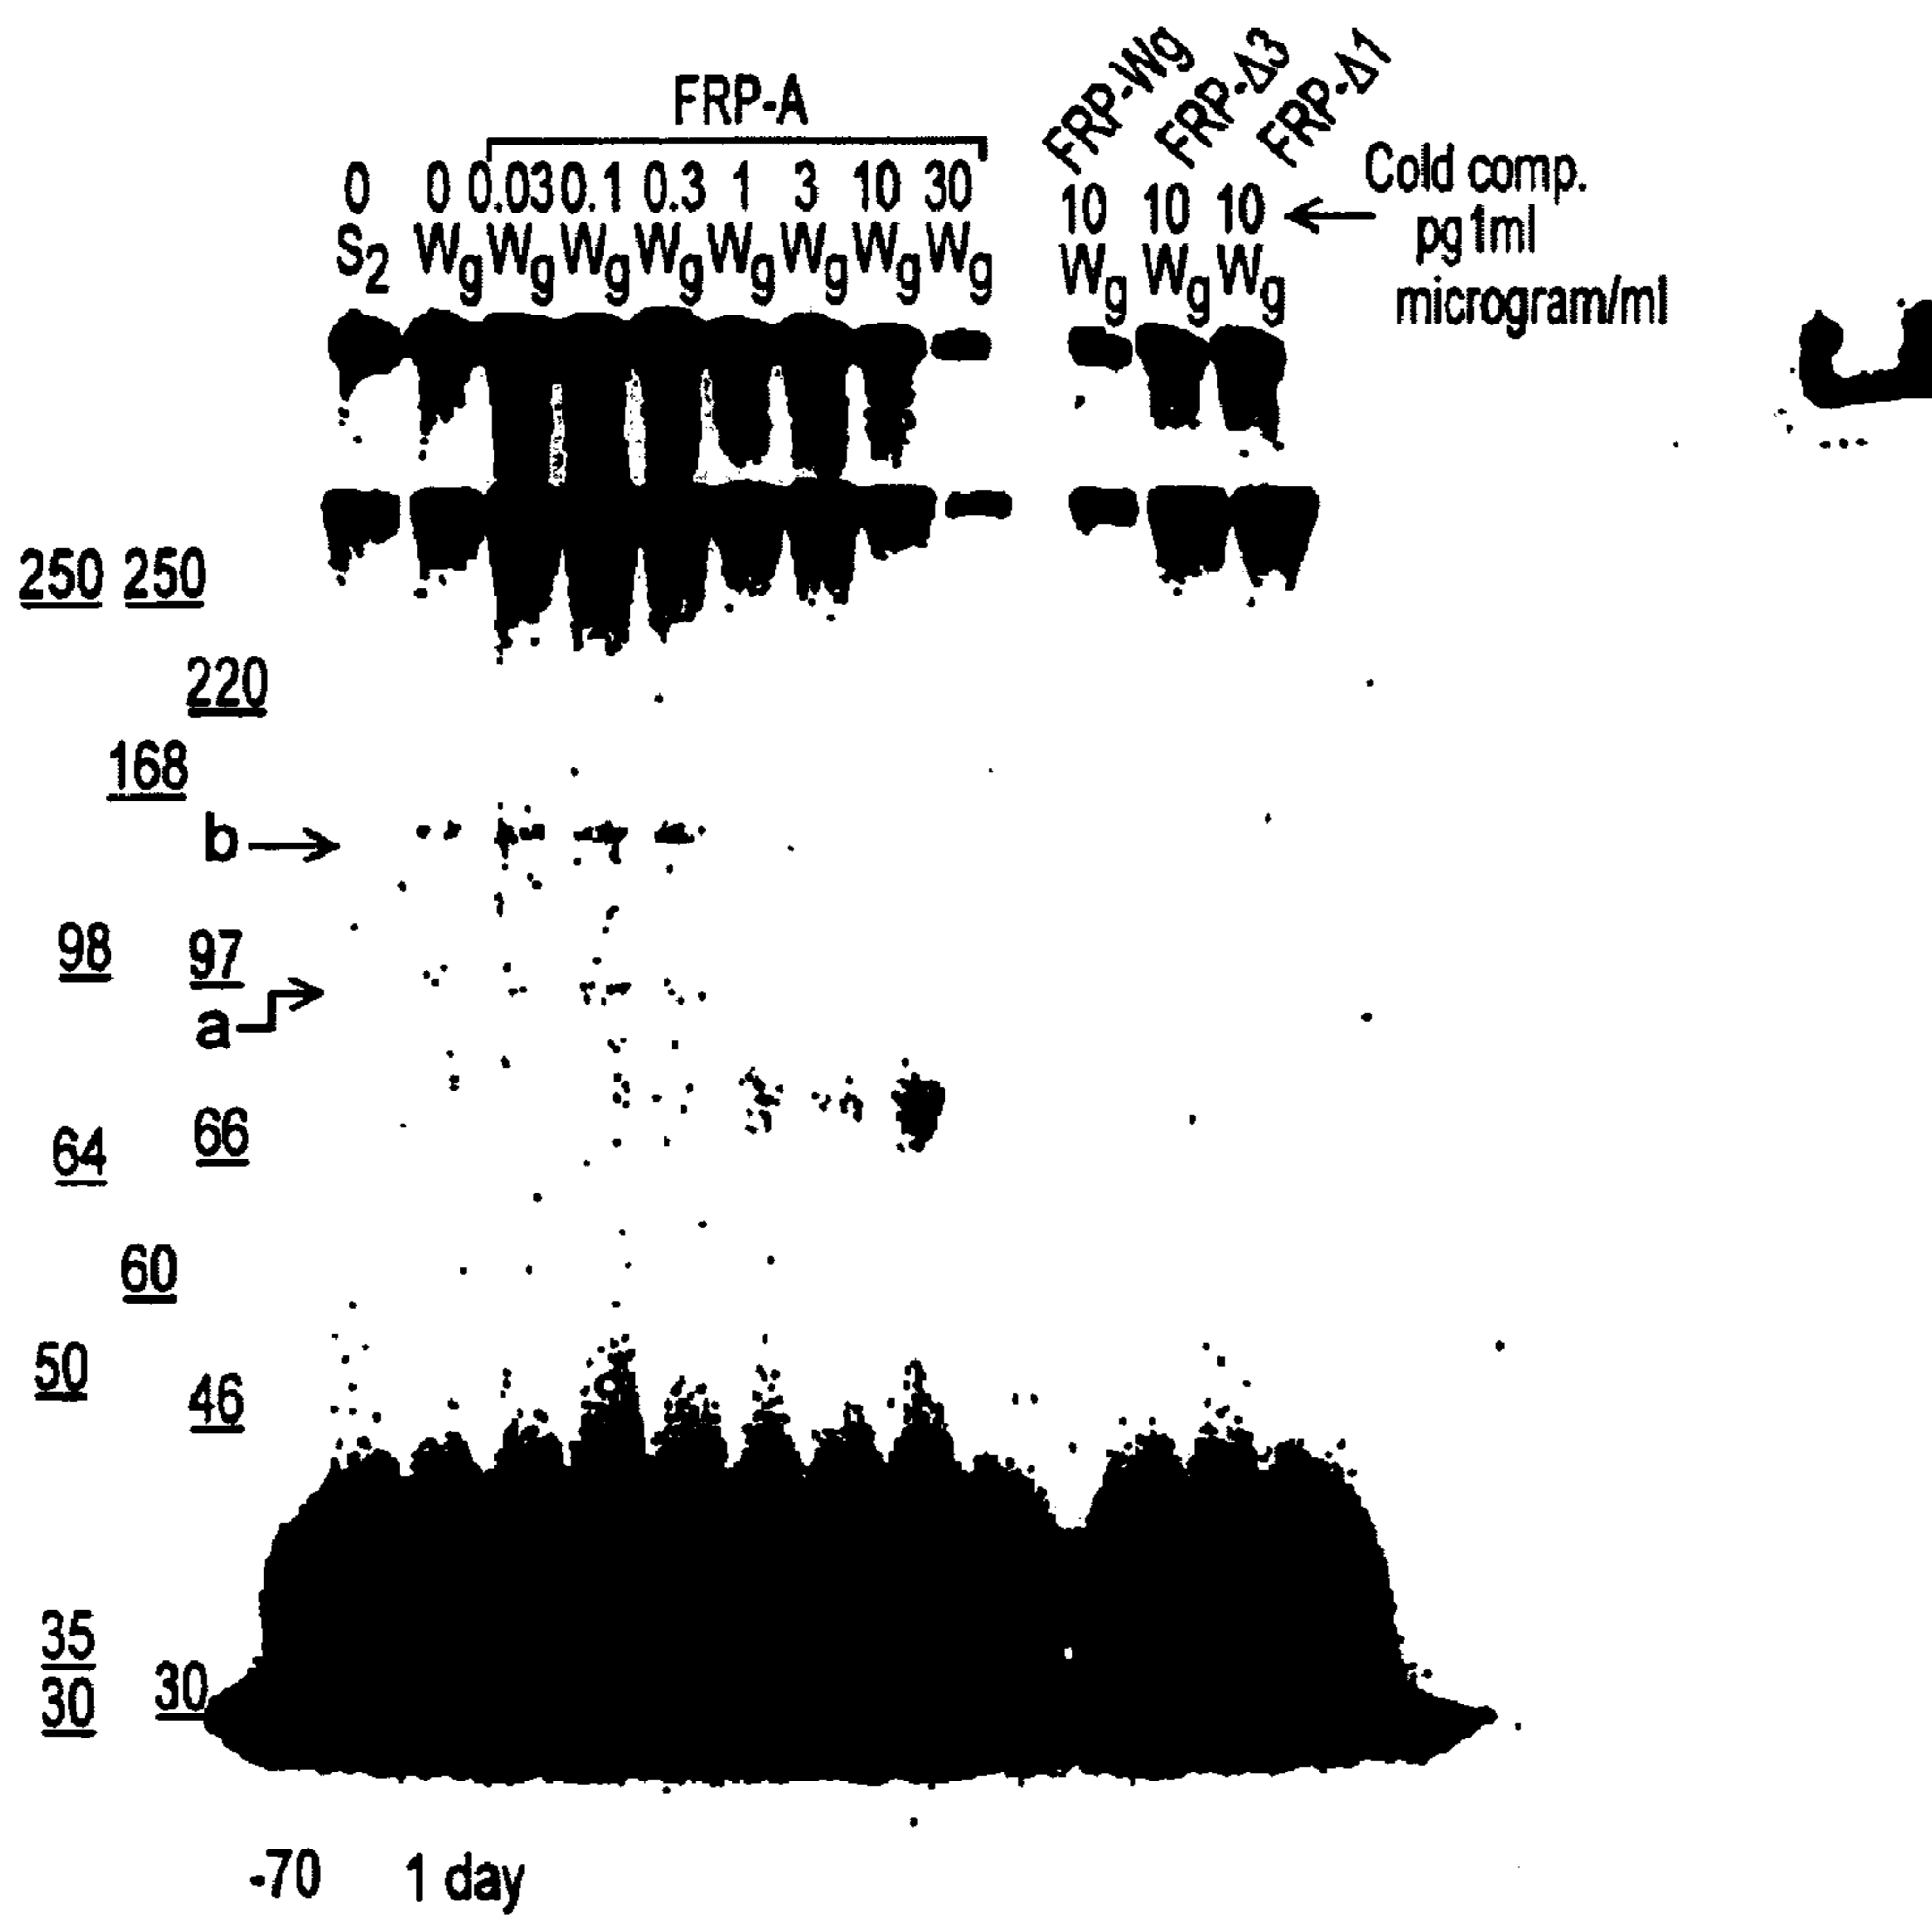 FRP-A
FRP-Wg FRP-Δ3 FRP-Δ1
0 0 0.03 0.1 0.3 1 3 10 30
10 10 10 ← Cold comp.
pg1ml
S2 Wg Wg Wg Wg Wg Wg Wg Wg
Wg Wg Wg
microgram/ml
250 250
220
168
b →
98 97
a →
64 66
60
50 46
35
30 30
-70 1 day